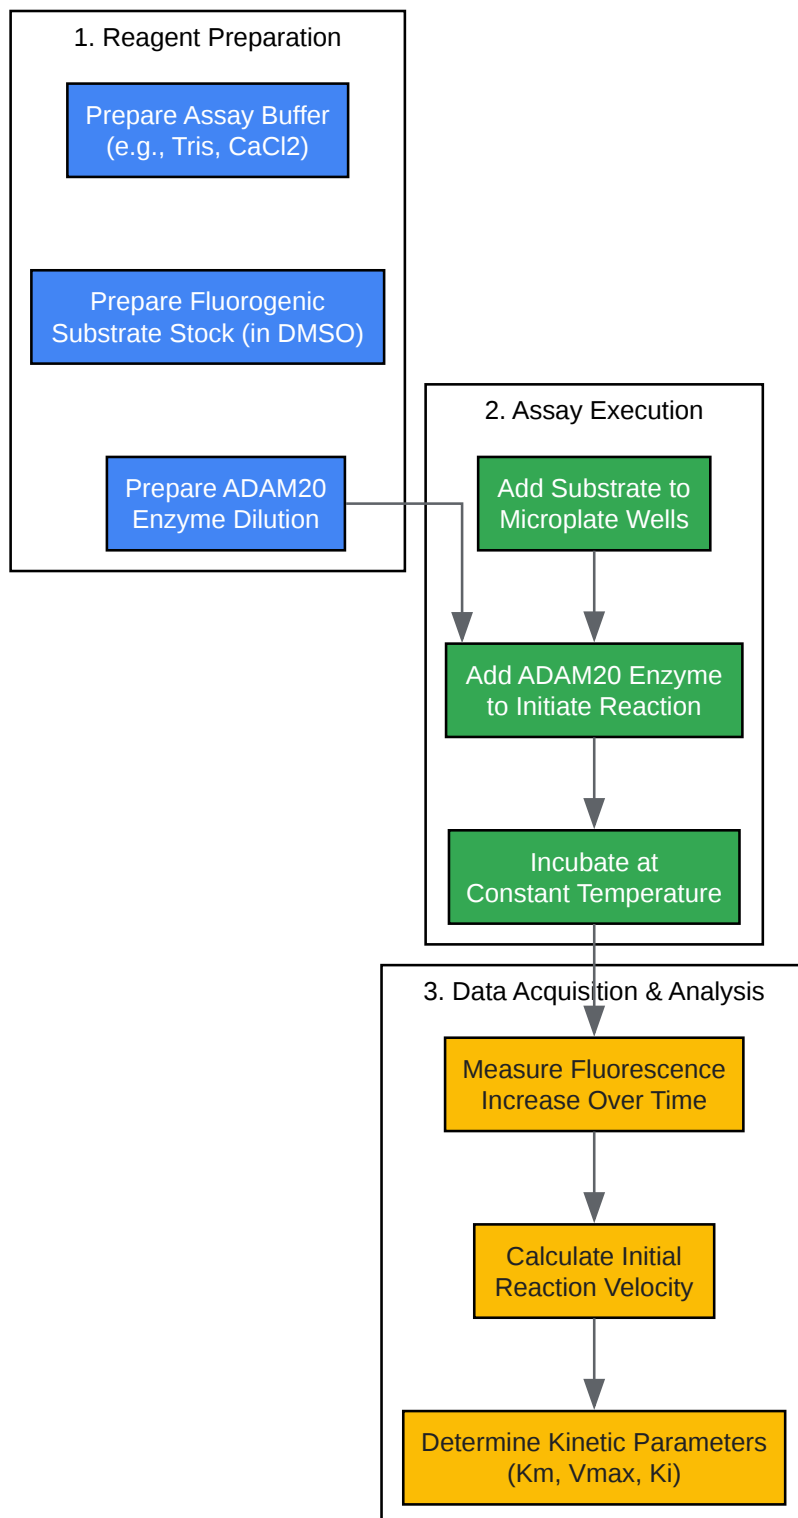 1. Reagent Preparation
Prepare Assay Buffer
(e.g., Tris, CaCl2)
Prepare Fluorogenic
Substrate Stock (in DMSO)
Prepare ADAM20
Enzyme Dilution
2. Assay Execution
Add Substrate to
Microplate Wells
Add ADAM20 Enzyme
to Initiate Reaction
Incubate at
Constant Temperature
3. Data Acquisition & Analysis
Measure Fluorescence
Increase Over Time
Calculate Initial
Reaction Velocity
Determine Kinetic Parameters
(Km, Vmax, Ki)